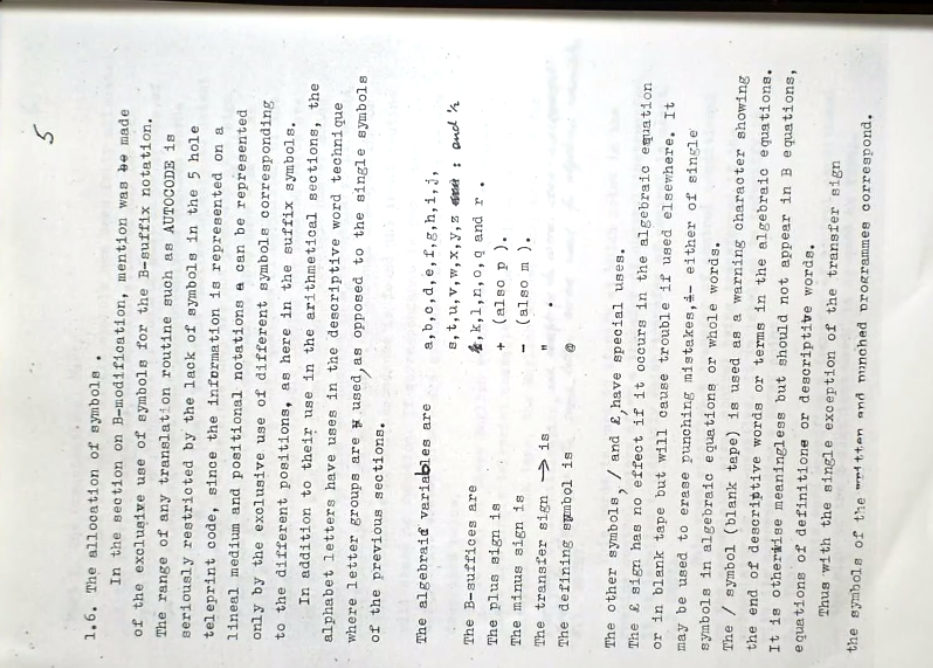 5
1.6. The allocation of symbols .
In the section on B-modification, mention was be made
of the exclusive use of symbols for the B-suffix notation.
The range of any translation routine such as AUTOCODE is
seriously restricted by the lack of symbols in the 5 hole
teleprint code, since the information is represented on a
lineal medium and positional notations a can be represented
only by the exclusive use of different symbols corresponding
to the different positions, as here in the suffix symbols.
In addition to their use in the arithmetical sections, the
alphabet letters have uses in the descriptive word technique
where letter groups are used, as opposed to the single symbols
of the previous sections.
The algebraid variables are a,b,c,d,e,f,g,h,i,j,
s,t,u,v,w,x,y,z : and ½
The B-suffices are k,l,n,o,q and r .
The plus sign is + (also p ).
The minus sign is - (also m ).
The transfer sign → is " .
The defining symbol is @
The other symbols, / and £, have special uses.
The £ sign has no effect if it occurs in the algebraic equation
or in blank tape but will cause trouble if used elsewhere. It
may be used to erase punching mistakes, either of single
symbols in algebraic equations or whole words.
The / symbol (blank tape) is used as a warning character showing
the end of descriptive words or terms in the algebraic equations.
It is otherwise meaningless but should not appear in B equations,
equations of definitions or descriptive words.
Thus with the single exception of the transfer sign
the symbols of the written and punched programmes correspond.